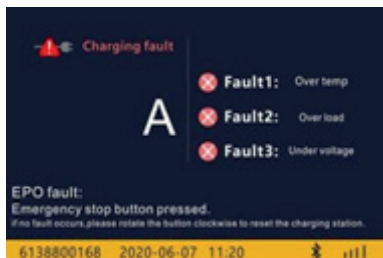 Charging fault
A
Fault1: Over temp
Fault2: Over load
Fault3: Under voltage
EPO fault:
Emergency stop button pressed.
if no fault occurs,please rotate the button clockwise to reset the charging station.
6138800168 2020-06-07 11:20